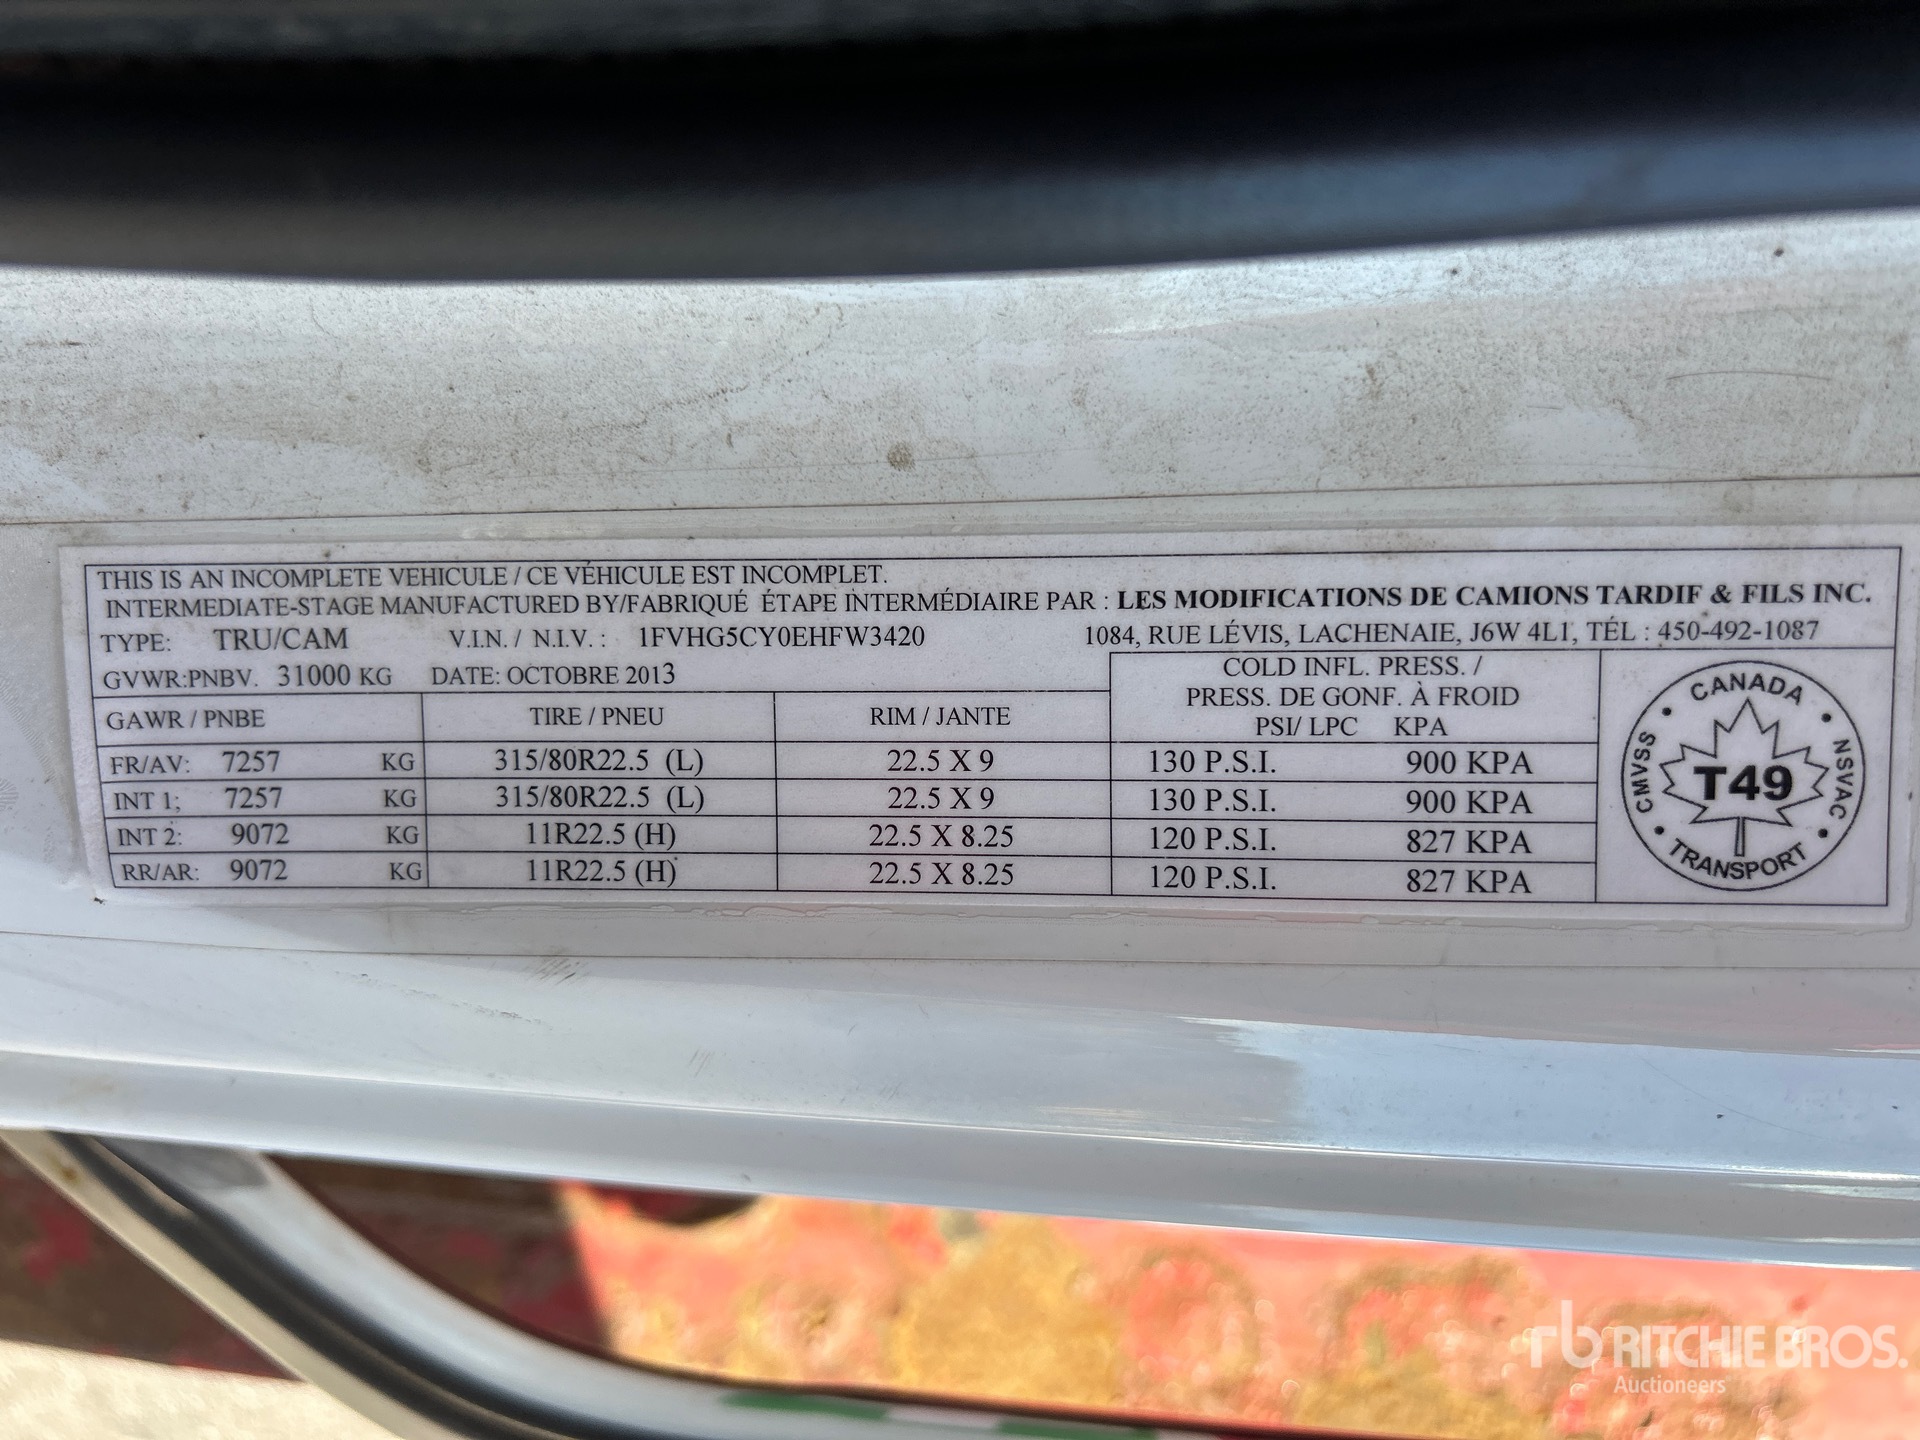 THIS IS AN INCOMPLETE VEHICULE / CE VÉHICULE EST INCOMPLET.
INTERMEDIATE-STAGE MANUFACTURED BY/FABRIQUÉ ÉTAPE INTERMÉDIAIRE PAR : LES MODIFICATIONS DE CAMIONS TARDIF & FILS INC.
TYPE: TRU/CAM V.I.N. / N.I.V. : 1FVHG5CY0EHFW3420 1084, RUE LÉVIS, LACHENAIE, J6W 4L1, TÉL : 450-492-1087
GVWR:PNBV. 31000 KG DATE: OCTOBRE 2013
COLD INFL. PRESS. /
PRESS. DE GONF. À FROID
PSI/ LPC KPA
GAWR / PNBE TIRE / PNEU RIM / JANTE
FR/AV: 7257 KG 315/80R22.5 (L) 22.5 X 9 130 P.S.I. 900 KPA
INT 1; 7257 KG 315/80R22.5 (L) 22.5 X 9 130 P.S.I. 900 KPA
INT 2: 9072 KG 11R22.5 (H) 22.5 X 8.25 120 P.S.I. 827 KPA
RR/AR: 9072 KG 11R22.5 (H) 22.5 X 8.25 120 P.S.I. 827 KPA
CANADA
CMVSS
T49
NSVAC
TRANSPORT
rb RITCHIE BROS.
Auctioneers